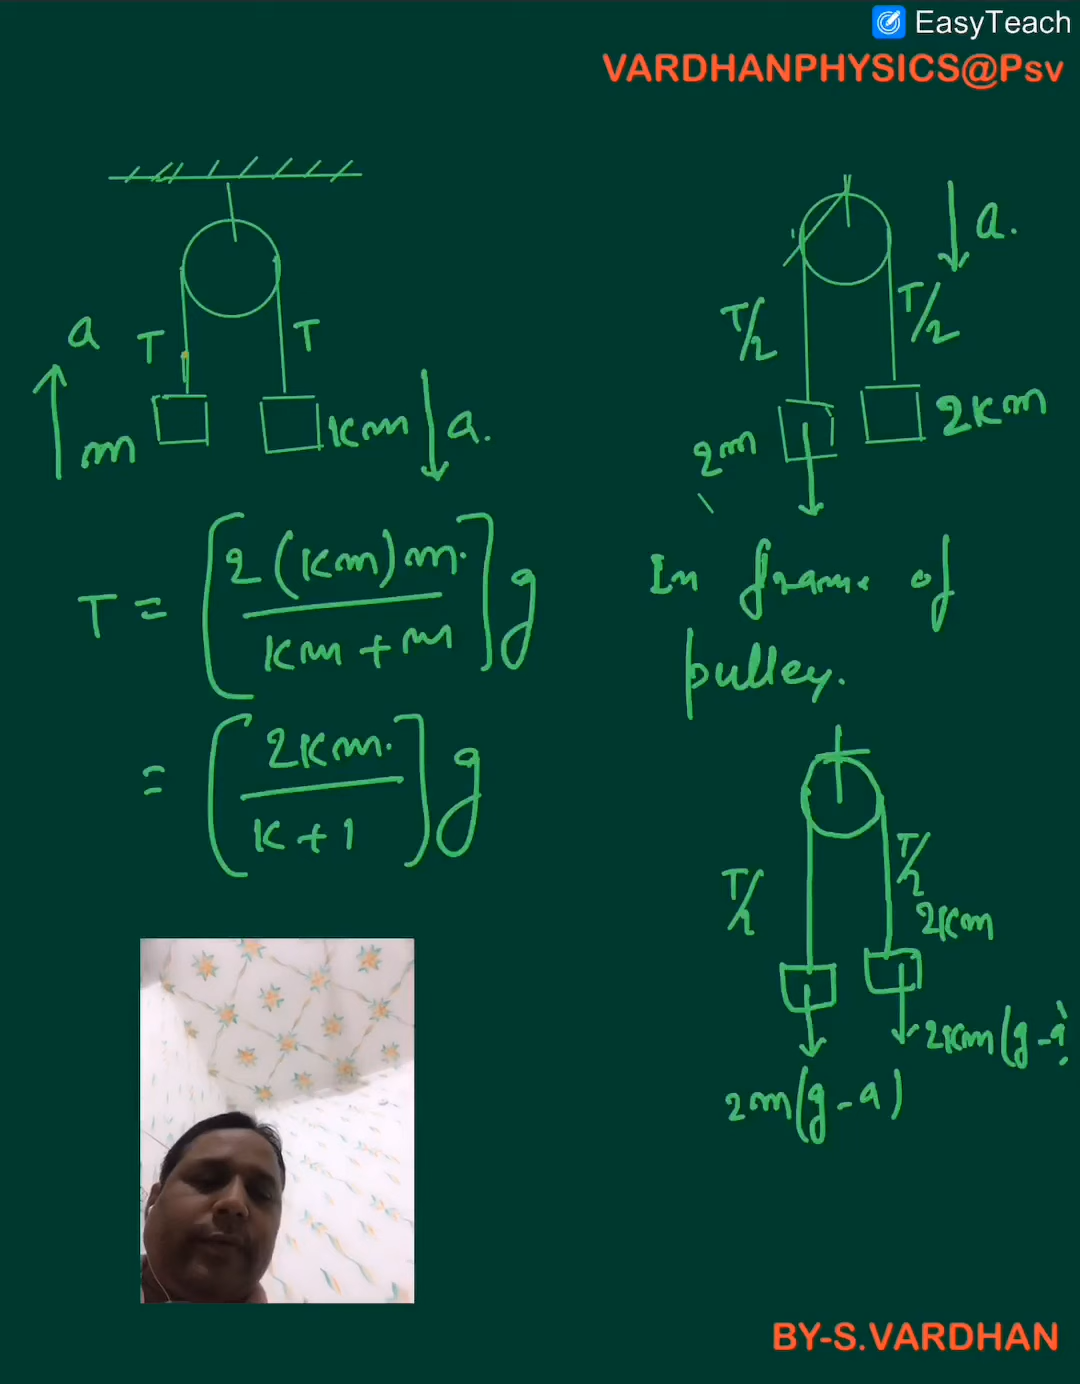 EasyTeach
VARDHANPHYSICS@Psv
a T T
m km a.
T = [2(km)m. / km + m] g
= [2km. / k + 1] g
a.
T/2 T/2
2m 2km
In frame of
pulley.
T/2 T/2
2km
2km(g-a)
2m(g-a)
BY-S.VARDHAN